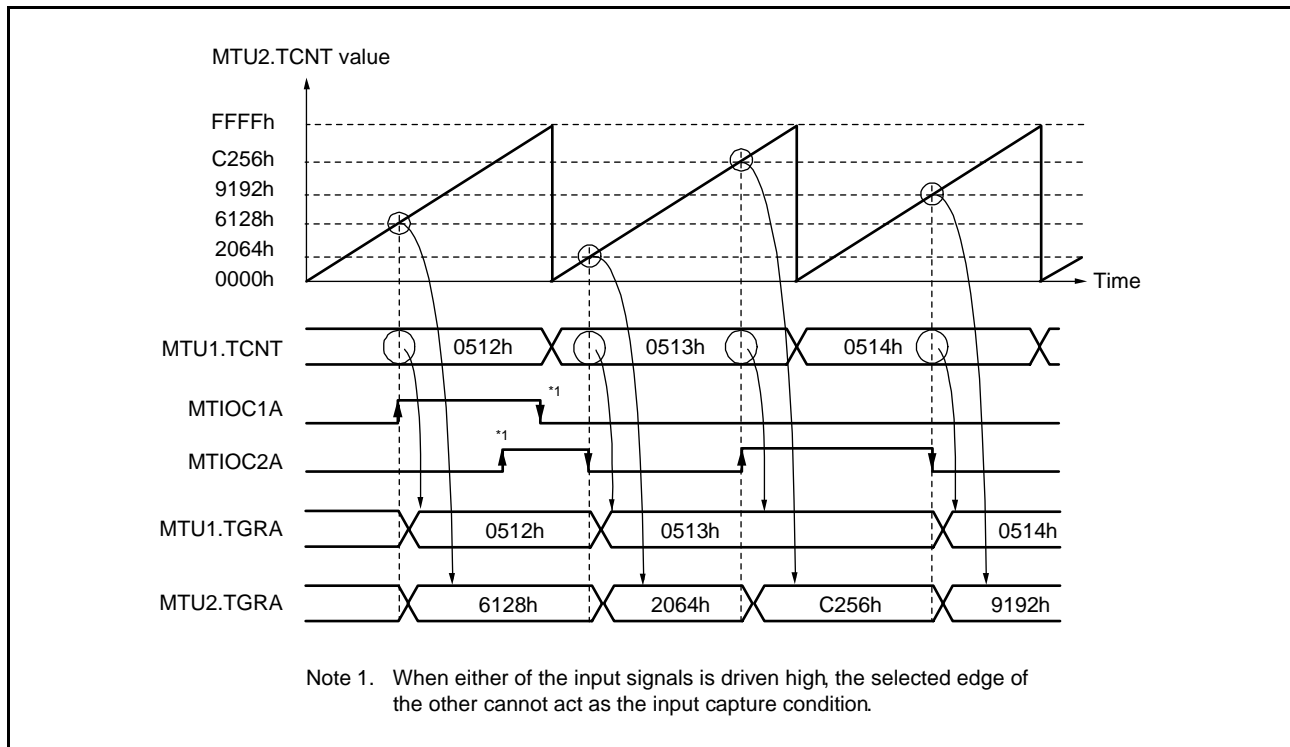 MTU2.TCNT value
FFFFh
C256h
9192h
6128h
2064h
0000h
Time
MTU1.TCNT 0512h 0513h 0514h
MTIOC1A *1
MTIOC2A *1
MTU1.TGRA 0512h 0513h 0514h
MTU2.TGRA 6128h 2064h C256h 9192h
Note 1. When either of the input signals is driven high, the selected edge of
the other cannot act as the input capture condition.